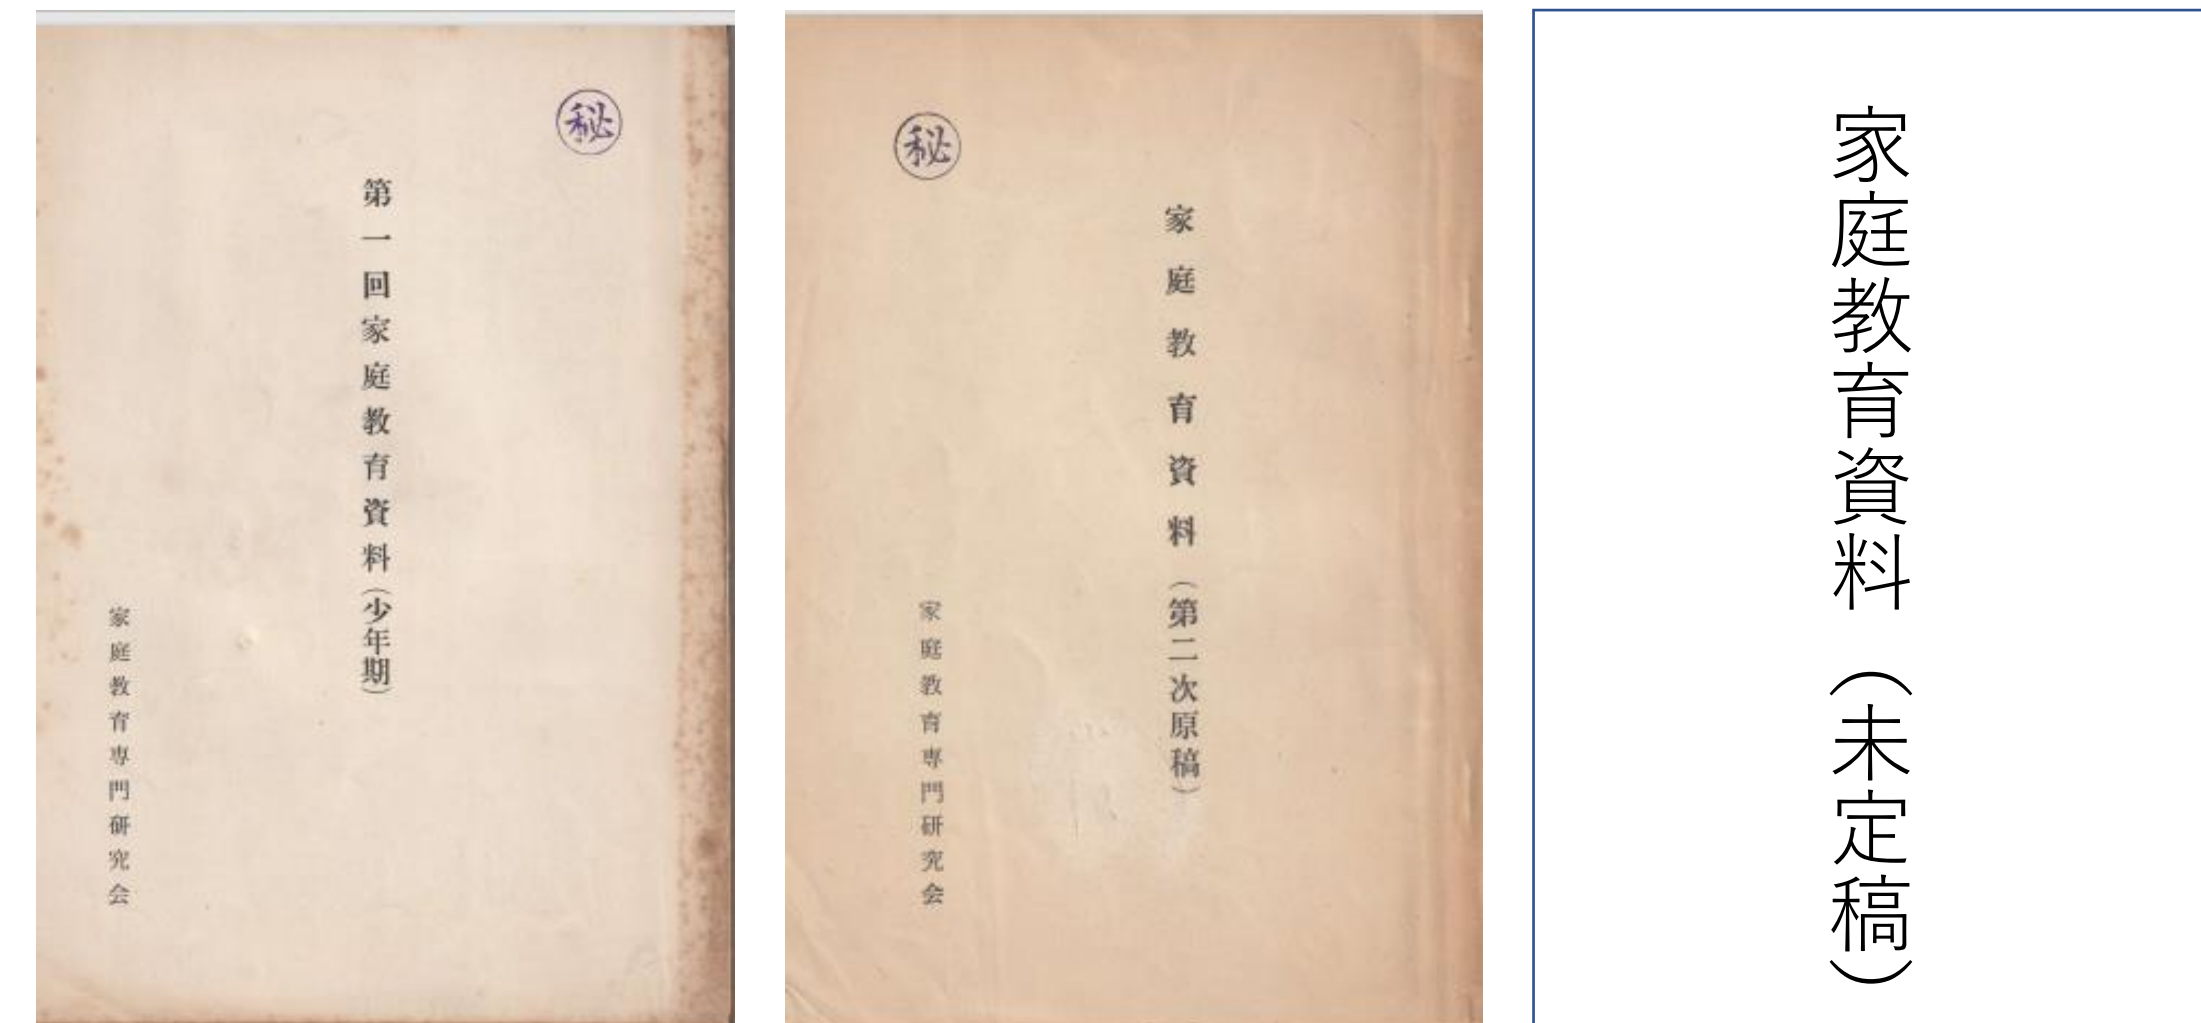 ㊙
第一回家庭教育資料（少年期）
家庭教育専門研究会
㊙
家庭教育資料（第二次原稿）
家庭教育専門研究会
家庭教育資料（未定稿）